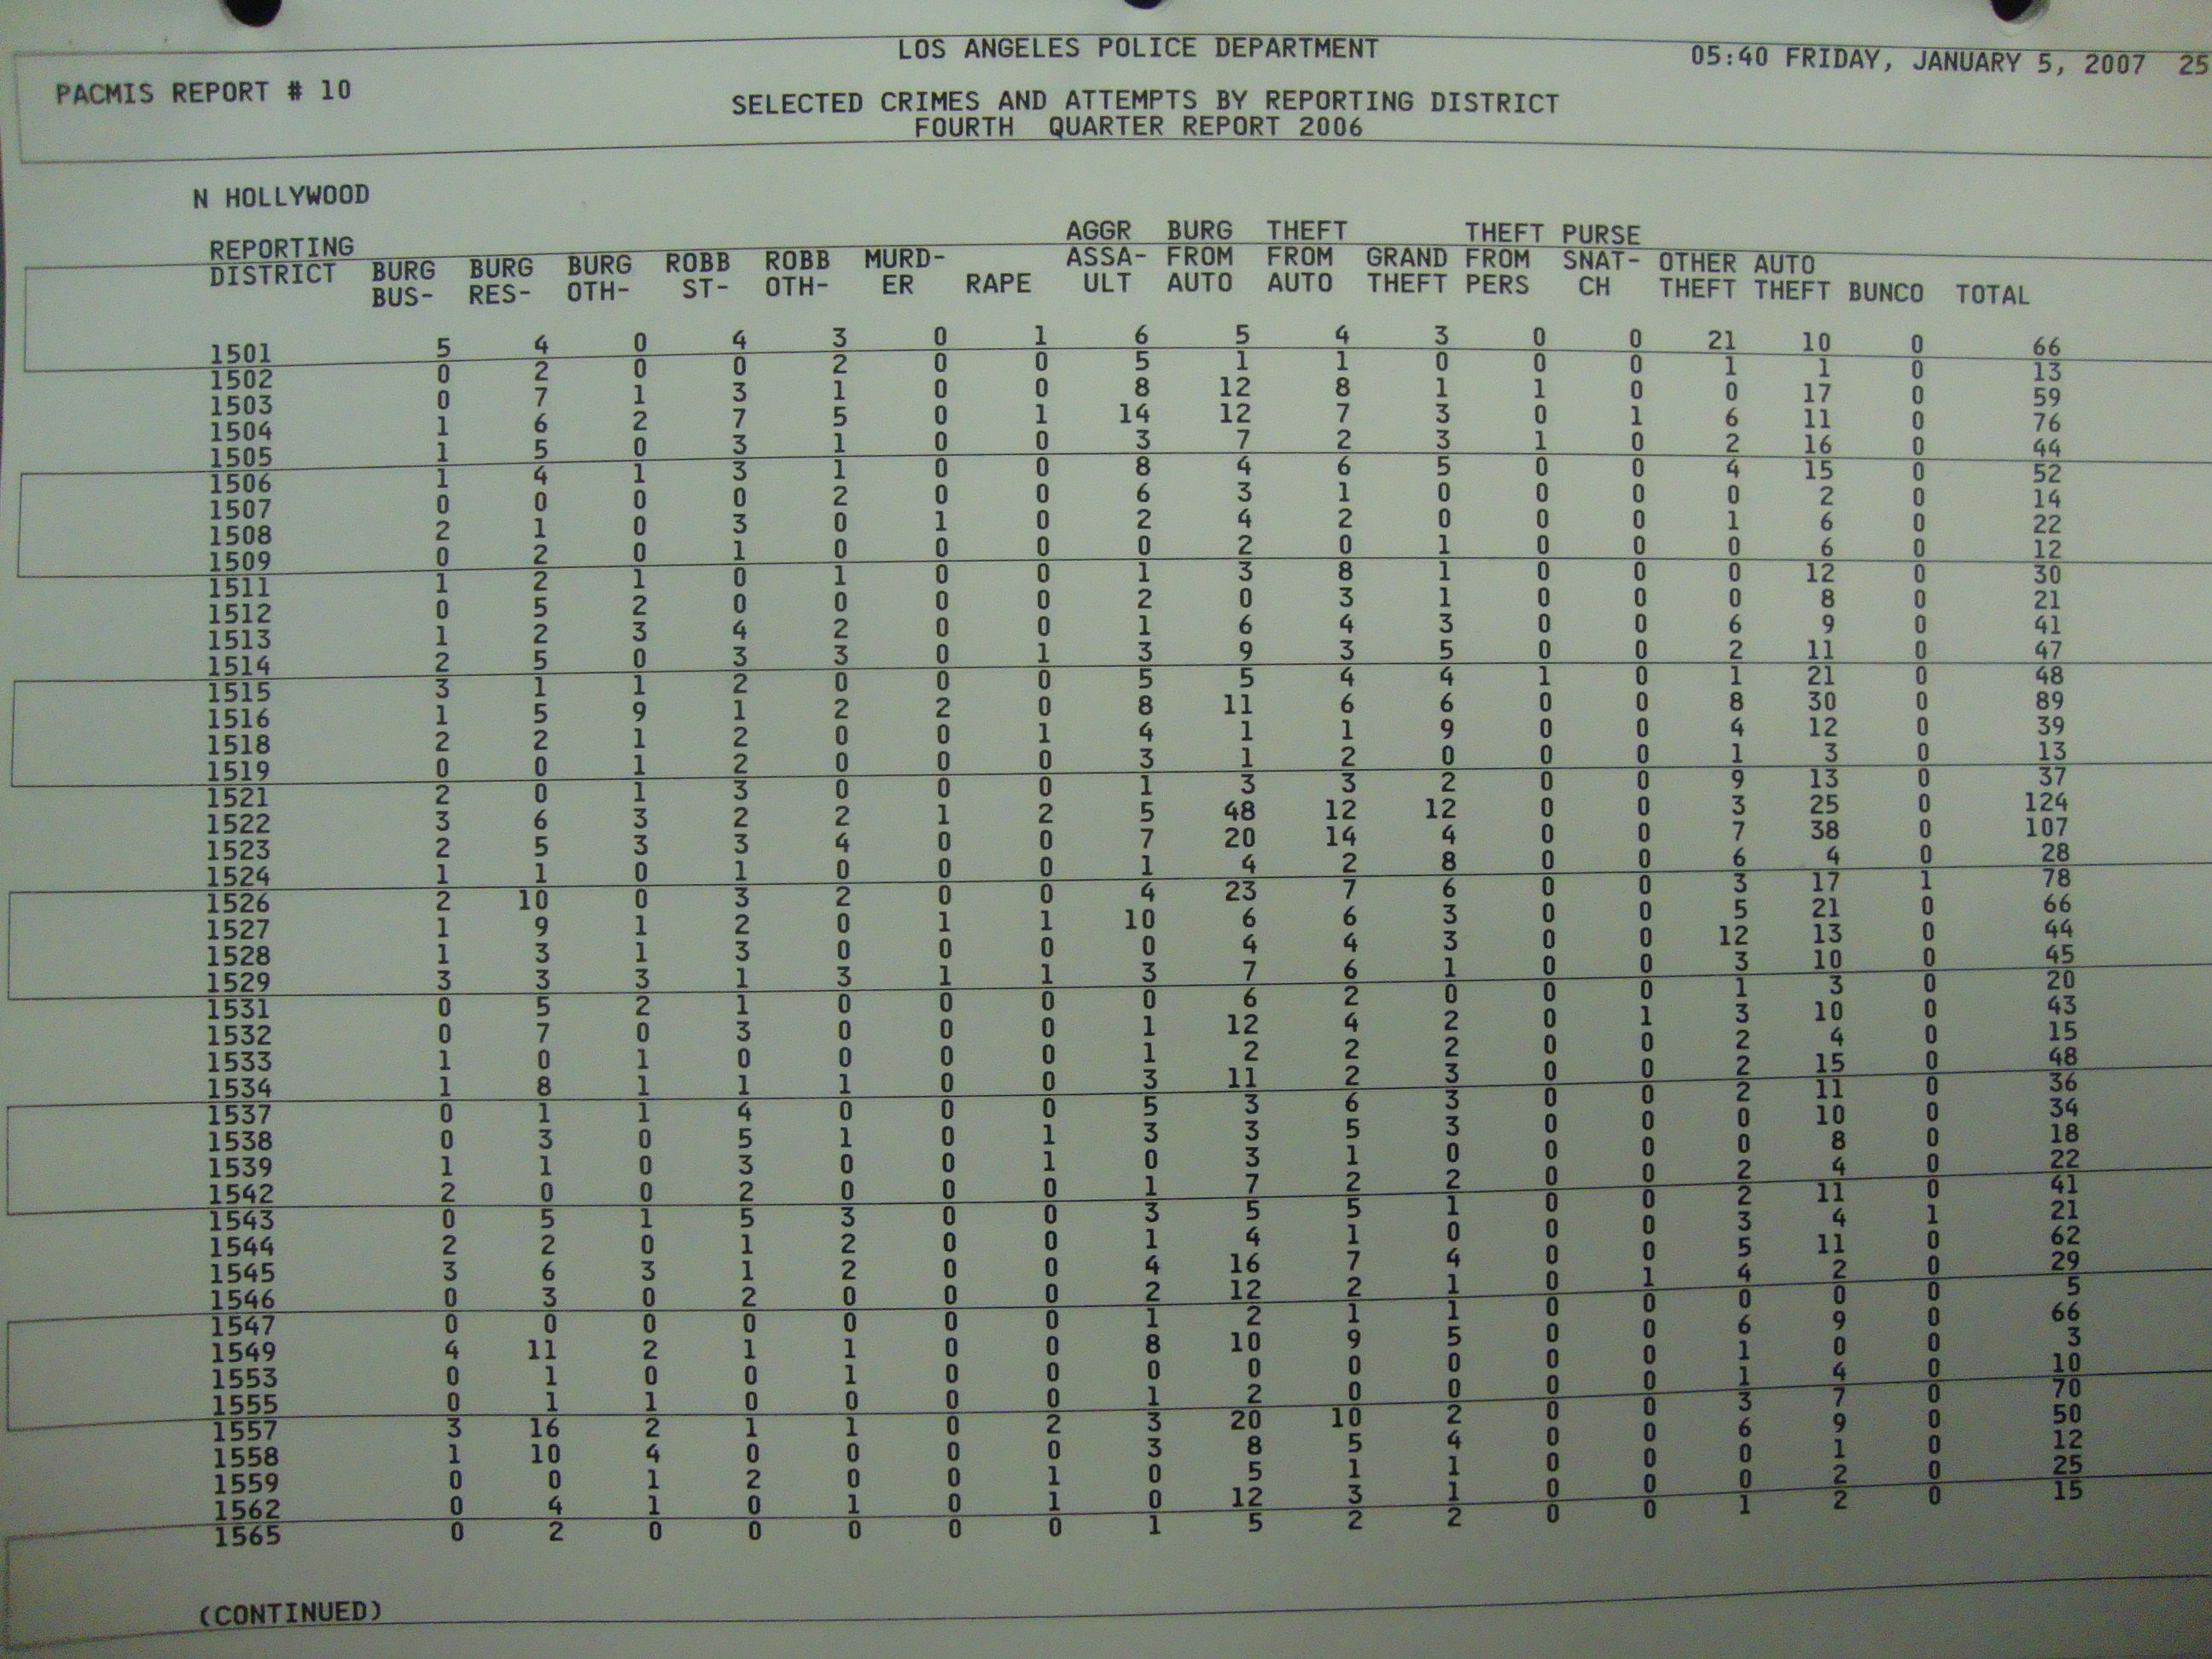 LOS ANGELES POLICE DEPARTMENT 05:40 FRIDAY, JANUARY 5, 2007 25
PACMIS REPORT # 10
SELECTED CRIMES AND ATTEMPTS BY REPORTING DISTRICT
FOURTH QUARTER REPORT 2006
N HOLLYWOOD
AGGR BURG THEFT THEFT PURSE
REPORTING DISTRICT BURG BURG BURG ROBB ROBB MURD- ASSA- FROM FROM GRAND FROM SNAT- OTHER AUTO
BUS- RES- OTH- ST- OTH- ER RAPE ULT AUTO AUTO THEFT PERS CH THEFT THEFT BUNCO TOTAL
1501 5 4 0 4 3 0 1 6 5 4 3 0 0 21 10 0 66
1502 0 2 0 0 2 0 0 5 1 1 0 0 0 1 1 0 13
1503 0 7 1 3 1 0 0 8 12 8 1 1 0 0 17 0 59
1504 1 6 2 7 5 0 1 14 12 7 3 0 1 6 11 0 76
1505 1 5 0 3 1 0 0 3 7 2 3 1 0 2 16 0 44
1506 1 4 1 3 1 0 0 8 4 6 5 0 0 4 15 0 52
1507 0 0 0 0 2 0 0 6 3 1 0 0 0 0 2 0 14
1508 2 1 0 3 0 1 0 2 4 2 0 0 0 1 6 0 22
1509 0 2 0 1 0 0 0 0 2 0 1 0 0 0 6 0 12
1511 1 2 1 0 1 0 0 1 3 8 1 0 0 0 12 0 30
1512 0 5 2 0 0 0 0 2 0 3 1 0 0 0 8 0 21
1513 1 2 3 4 2 0 0 1 6 4 3 0 0 6 9 0 41
1514 2 5 0 3 3 0 1 3 9 3 5 0 0 2 11 0 47
1515 3 1 1 2 0 0 0 5 5 4 4 1 0 1 21 0 48
1516 1 5 9 1 2 2 0 8 11 6 6 0 0 8 30 0 89
1518 2 2 1 2 0 0 1 4 1 1 9 0 0 4 12 0 39
1519 0 0 1 2 0 0 0 3 1 2 0 0 0 1 3 0 13
1521 2 0 1 3 0 0 0 1 3 3 2 0 0 9 13 0 37
1522 3 6 3 2 2 1 2 5 48 12 12 0 0 3 25 0 124
1523 2 5 3 3 4 0 0 7 20 14 4 0 0 7 38 0 107
1524 1 1 0 1 0 0 0 1 4 2 8 0 0 6 4 0 28
1526 2 10 0 3 2 0 0 4 23 7 6 0 0 3 17 1 78
1527 1 9 1 2 0 1 1 10 6 6 3 0 0 5 21 0 66
1528 1 3 1 3 0 0 0 0 4 4 3 0 0 12 13 0 44
1529 3 3 3 1 3 1 1 3 7 6 1 0 0 3 10 0 45
1531 0 5 2 1 0 0 0 0 6 2 0 0 0 1 3 0 20
1532 0 7 0 3 0 0 0 1 12 4 2 0 1 3 10 0 43
1533 1 0 1 0 0 0 0 1 2 2 2 0 0 2 4 0 15
1534 1 8 1 1 1 0 0 3 11 2 3 0 0 2 15 0 48
1537 0 1 1 4 0 0 0 5 3 6 3 0 0 2 11 0 36
1538 0 3 0 5 1 0 1 3 3 5 3 0 0 0 10 0 34
1539 1 1 0 3 0 0 1 0 3 1 0 0 0 0 8 0 18
1542 2 0 0 2 0 0 0 1 7 2 2 0 0 2 4 0 22
1543 0 5 1 5 3 0 0 3 5 5 1 0 0 2 11 0 41
1544 2 2 0 1 2 0 0 1 4 1 0 0 0 3 4 1 21
1545 3 6 3 1 2 0 0 4 16 7 4 0 0 5 11 0 62
1546 0 3 0 2 0 0 0 2 12 2 1 0 1 4 2 0 29
1547 0 0 0 0 0 0 0 1 2 1 1 0 0 0 0 0 5
1549 4 11 2 1 1 0 0 8 10 9 5 0 0 6 9 0 66
1553 0 1 0 0 1 0 0 0 0 0 0 0 0 1 0 0 3
1555 0 1 1 0 0 0 0 1 2 0 0 0 0 1 4 0 10
1557 3 16 2 1 1 0 2 3 20 10 2 0 0 3 7 0 70
1558 1 10 4 0 0 0 0 3 8 5 4 0 0 6 9 0 50
1559 0 0 1 2 0 0 1 0 5 1 1 0 0 0 1 0 12
1562 0 4 1 0 1 0 1 0 12 3 1 0 0 0 2 0 25
1565 0 2 0 0 0 0 0 1 5 2 2 0 0 1 2 0 15
(CONTINUED)